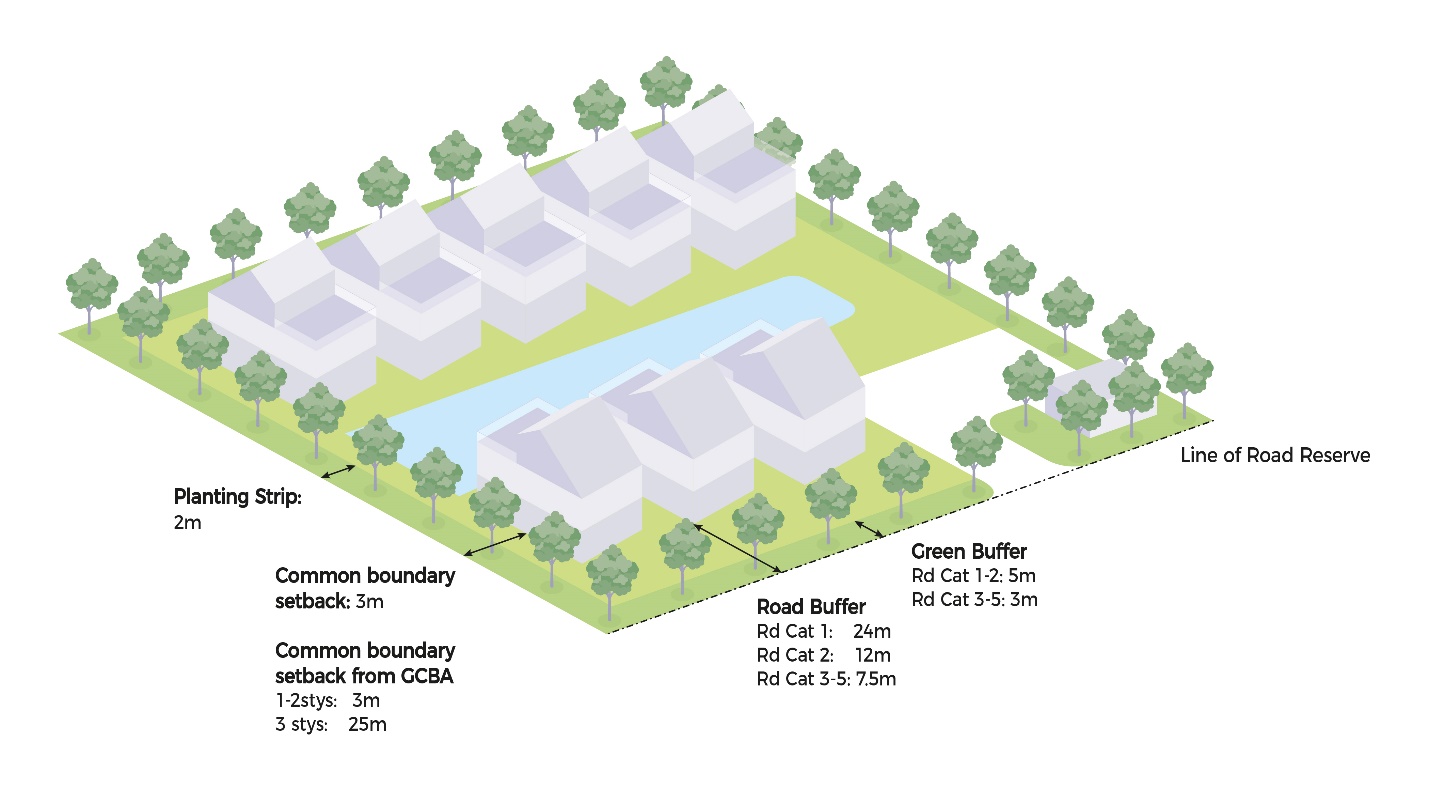 Line of Road Reserve
Planting Strip:
2m
Common boundary
setback: 3m
Common boundary
setback from GCBA
1-2stys: 3m
3 stys: 25m
Road Buffer
Rd Cat 1: 24m
Rd Cat 2: 12m
Rd Cat 3-5: 7.5m
Green Buffer
Rd Cat 1-2: 5m
Rd Cat 3-5: 3m